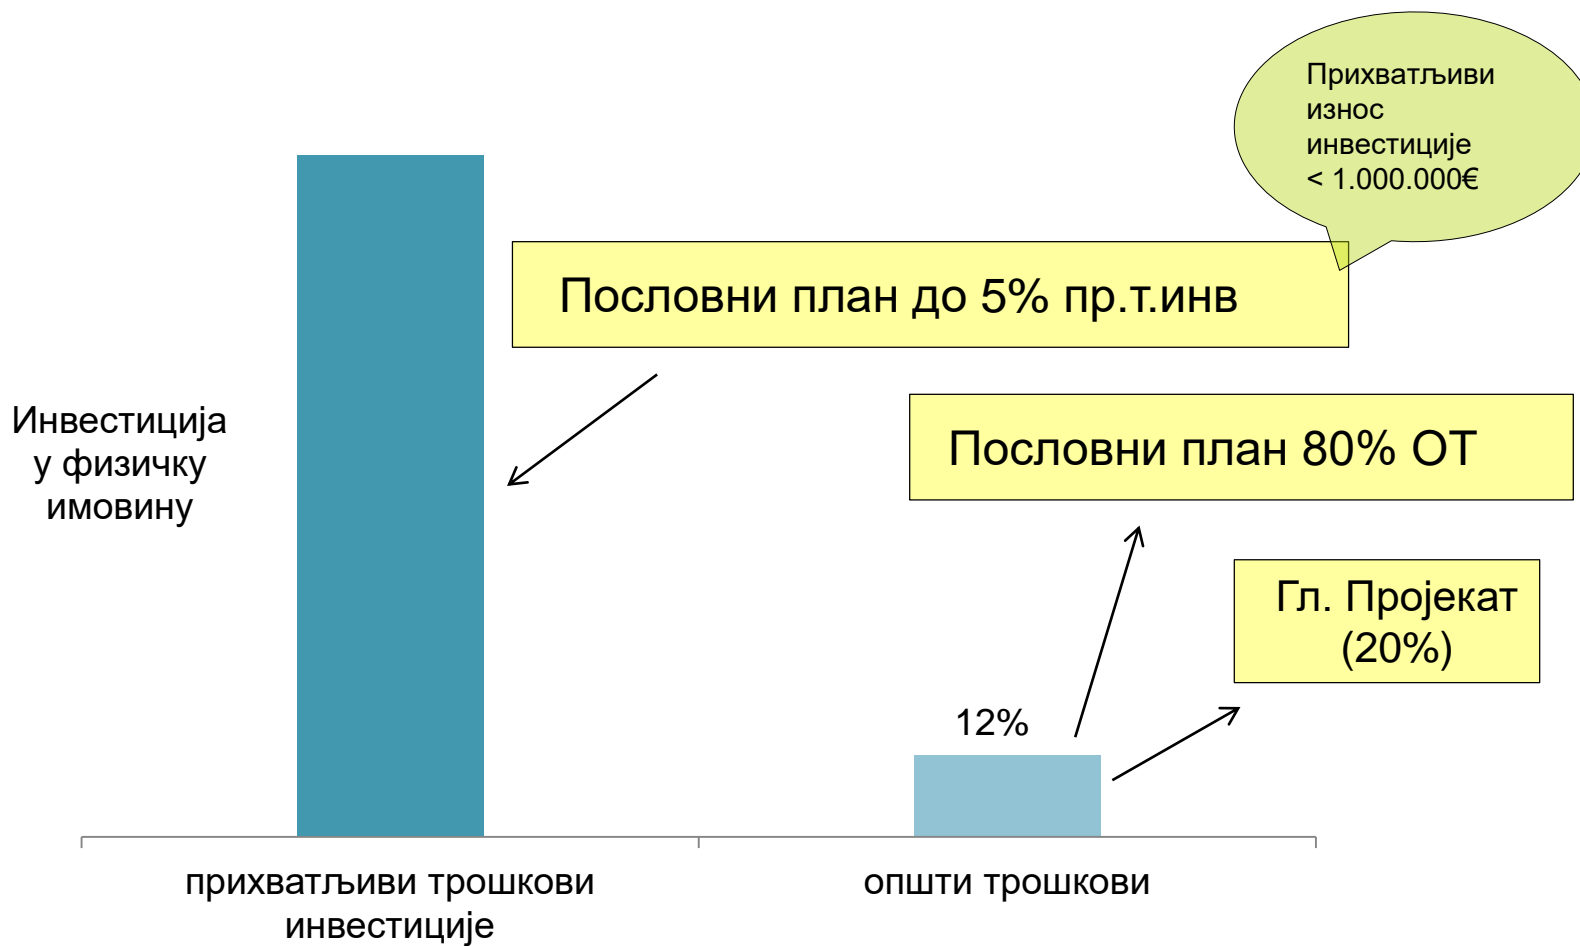 Прихватљиви
износ
инвестиције
< 1.000.000€
Пословни план до 5% пр.т.инв
Инвестиција
у физичку
имовину
Пословни план 80% ОТ
Гл. Пројекат
(20%)
12%
прихватљиви трошкови
инвестиције
општи трошкови